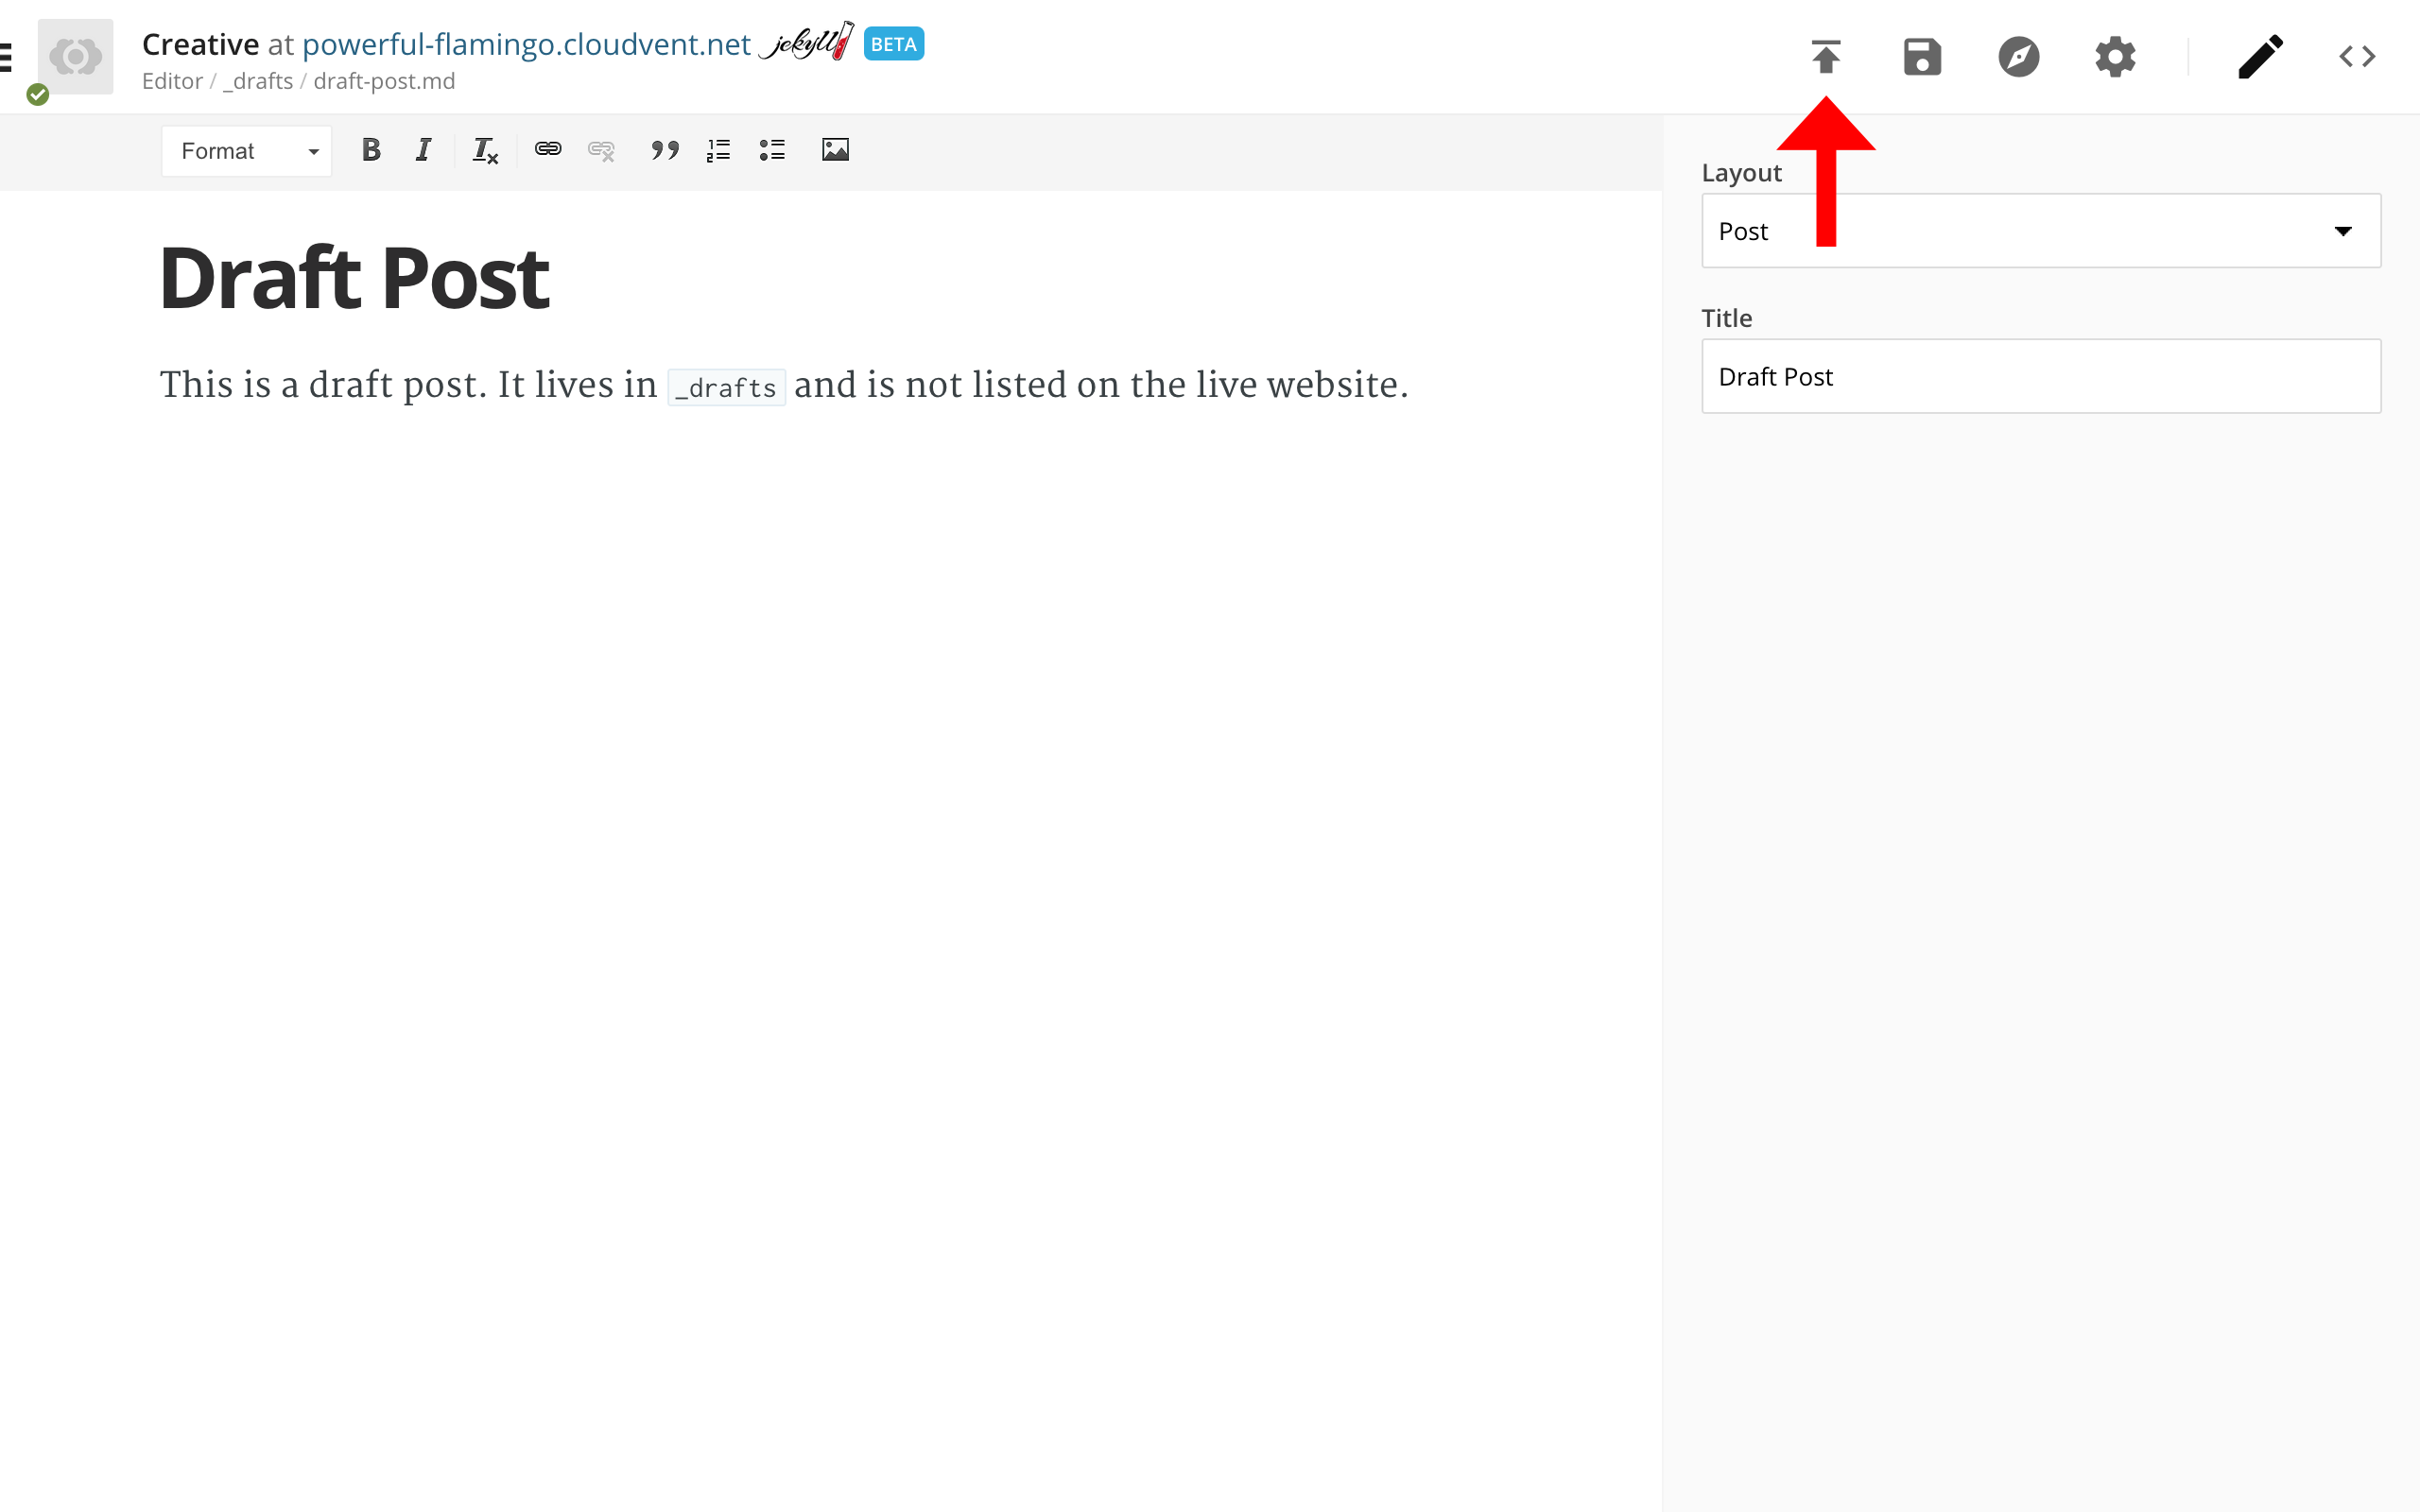 Creative at powerful-flamingo.cloudvent.net jekyll BETA
Editor / _drafts / draft-post.md
Format
Draft Post
This is a draft post. It lives in _drafts and is not listed on the live website.
Layout
Post
Title
Draft Post